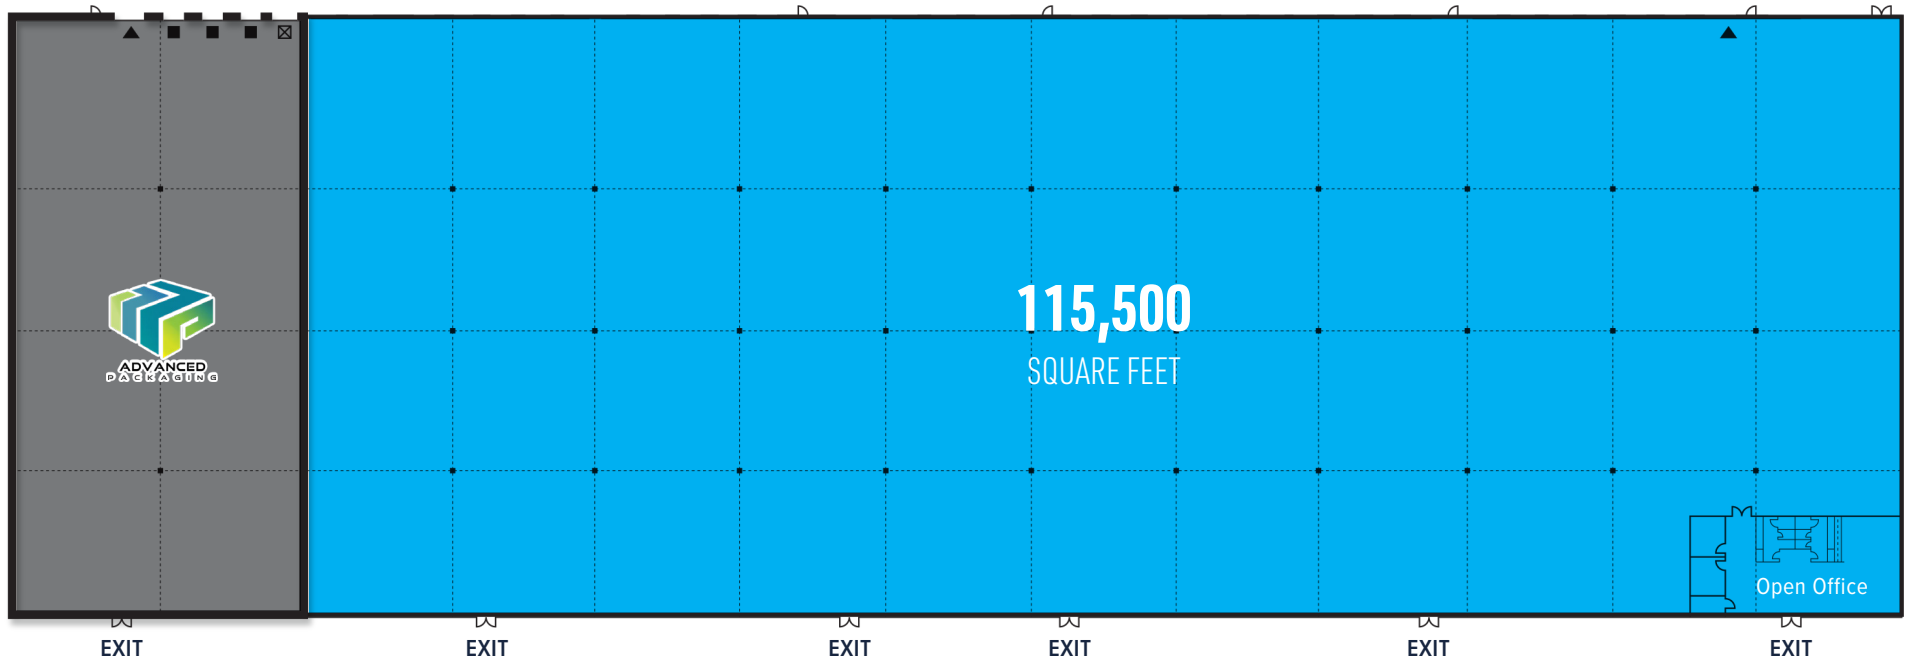 ADVANCED
PACKAGING
115,500
SQUARE FEET
Open Office
EXIT
EXIT
EXIT
EXIT
EXIT
EXIT